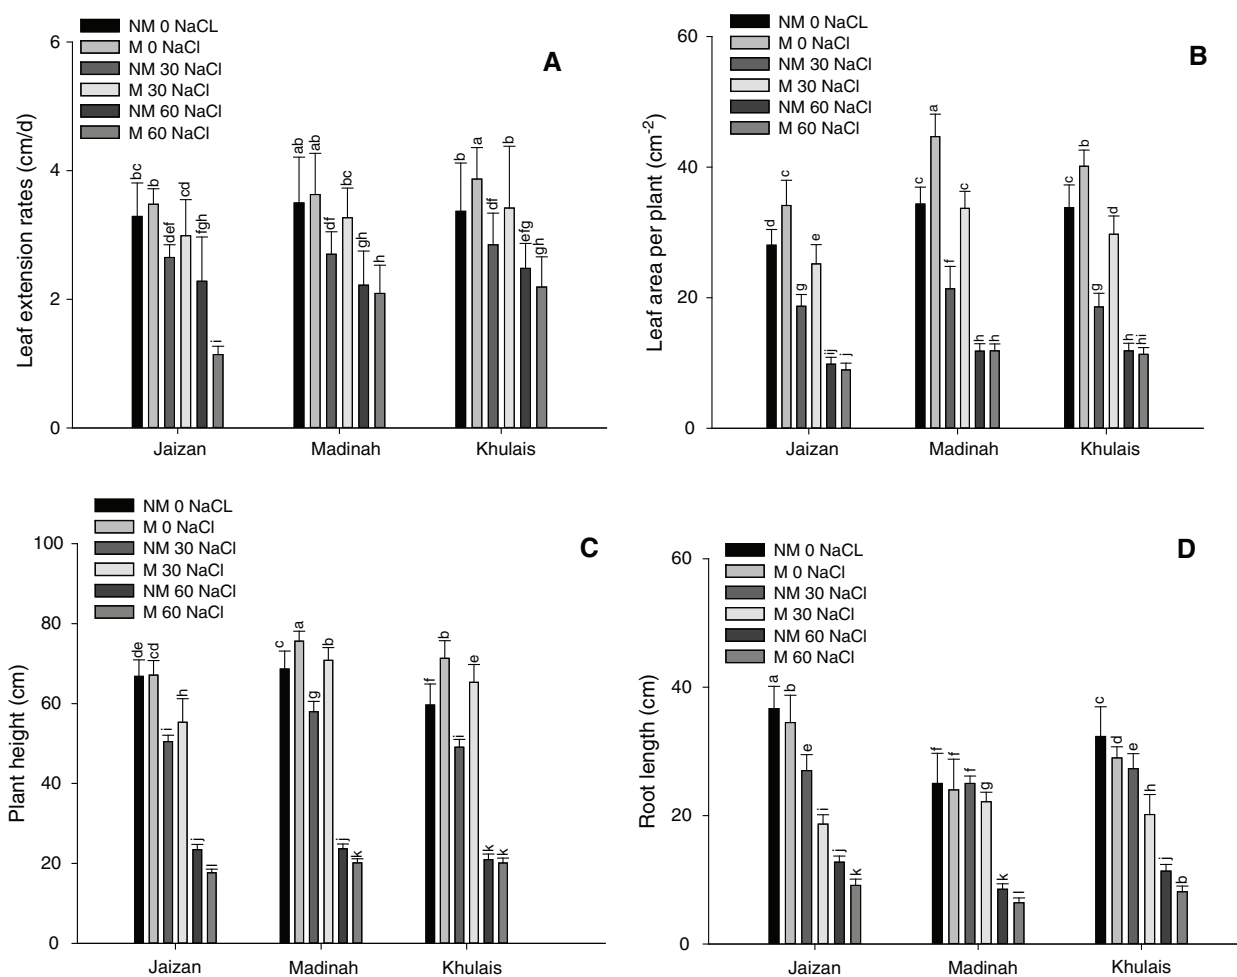 NM 0 NaCL
M 0 NaCl
NM 30 NaCl
M 30 NaCl
NM 60 NaCl
M 60 NaCl
A
Leaf extension rates (cm/d)
6
4
2
0
bc
b
def
cd
fgh
i
ab
ab
df
bc
gh
h
b
a
df
b
efg
gh
Jaizan
Madinah
Khulais
NM 0 NaCL
M 0 NaCl
NM 30 NaCl
M 30 NaCl
NM 60 NaCl
M 60 NaCl
B
Leaf area per plant (cm-2)
60
40
20
0
d
c
g
e
ij
j
c
a
f
c
h
h
c
b
g
d
h
hi
Jaizan
Madinah
Khulais
NM 0 NaCL
M 0 NaCl
NM 30 NaCl
M 30 NaCl
NM 60 NaCl
M 60 NaCl
C
Plant height (cm)
100
80
60
40
20
0
de
cd
i
h
j
l
c
a
g
b
j
k
f
b
i
e
k
k
Jaizan
Madinah
Khulais
NM 0 NaCL
M 0 NaCl
NM 30 NaCl
M 30 NaCl
NM 60 NaCl
M 60 NaCl
D
Root length (cm)
60
40
20
0
a
b
e
i
j
k
f
f
f
g
k
l
c
d
e
h
j
b
Jaizan
Madinah
Khulais